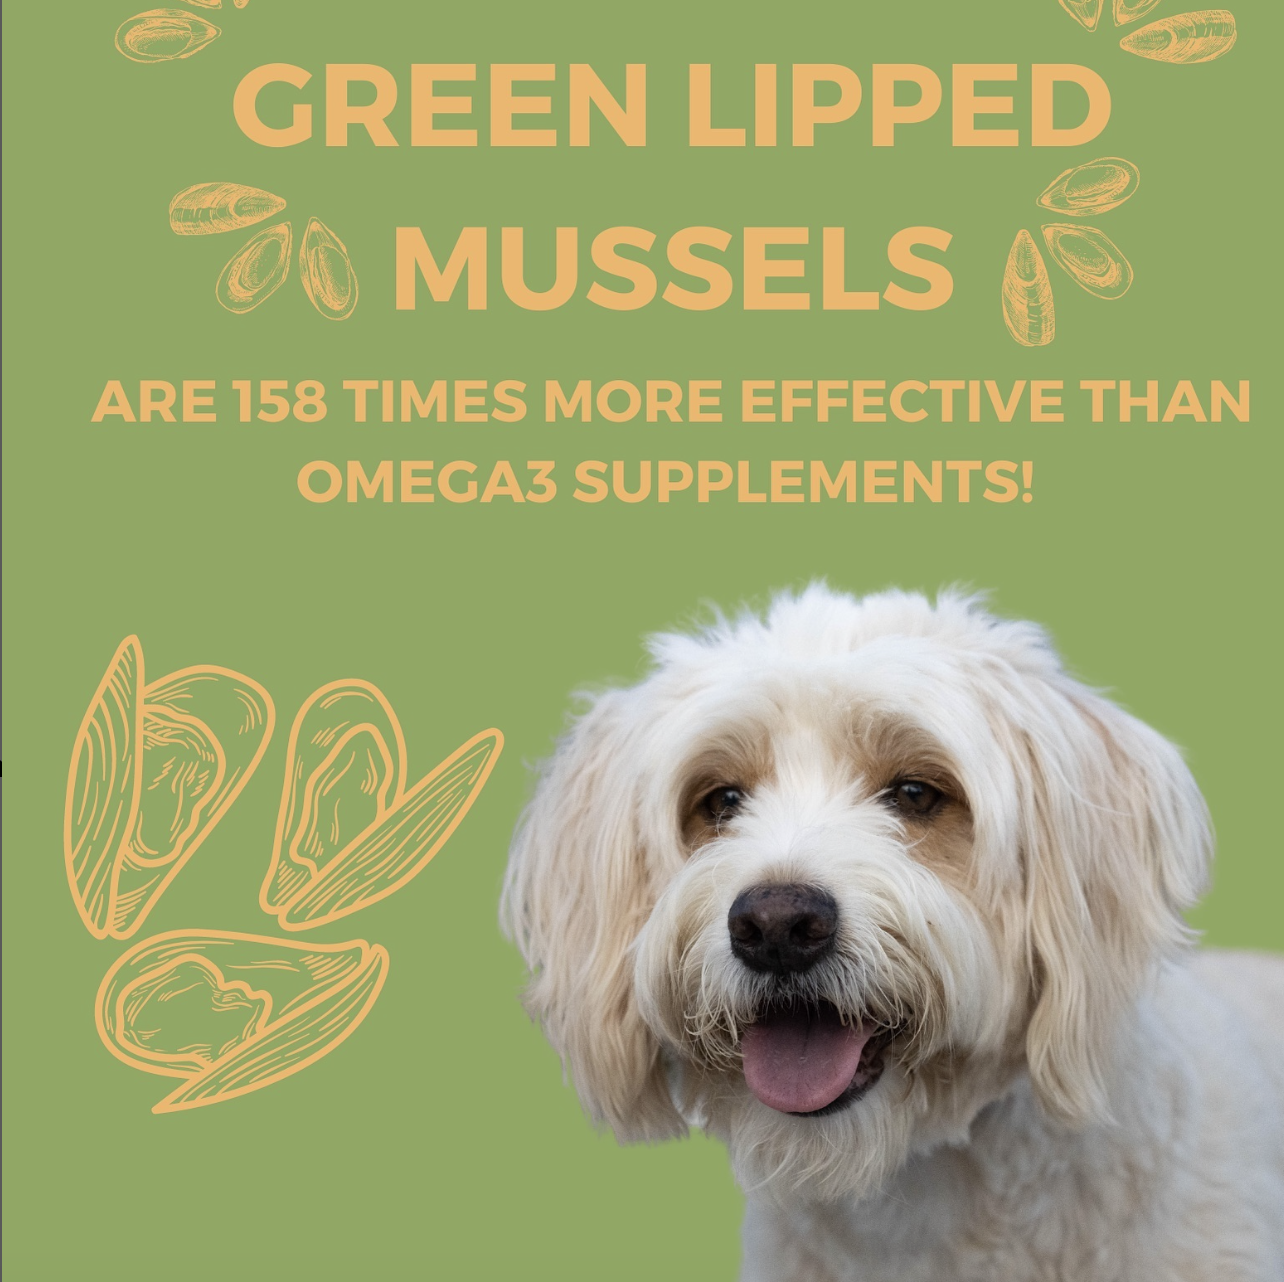 GREEN LIPPED
MUSSELS
ARE 158 TIMES MORE EFFECTIVE THAN
OMEGA3 SUPPLEMENTS!